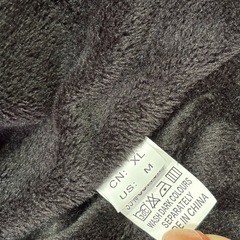 CN: XL
US: M
WASH DARK COLOURS
SEPARATELY
MADE IN CHINA